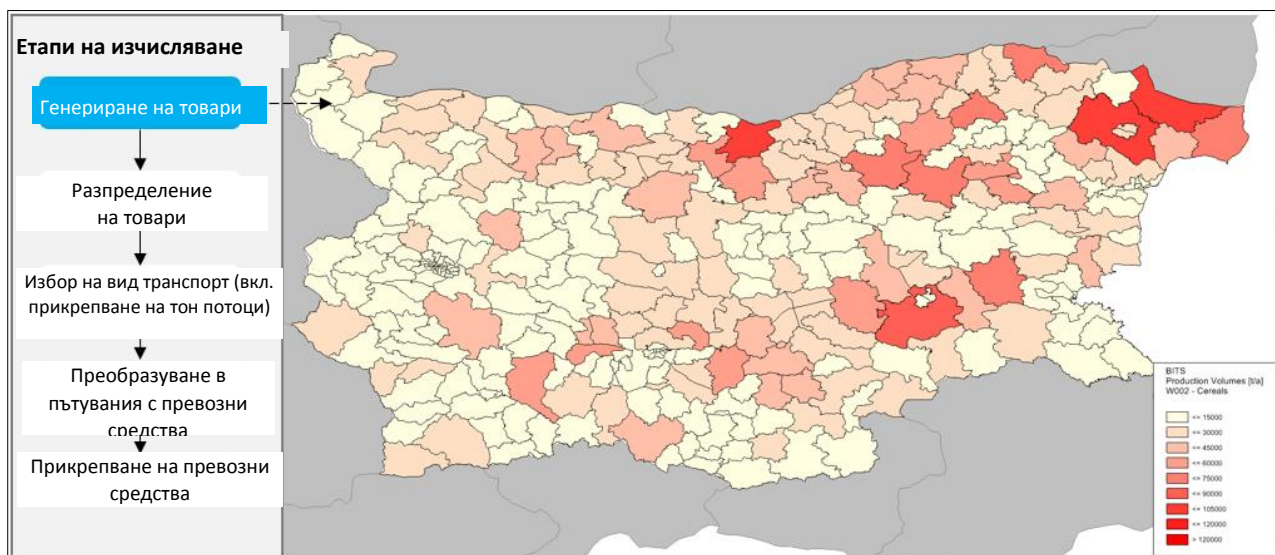 Етапи на изчисляване
Генериране на товари
Разпределение
на товари
Избор на вид транспорт (вкл.
прикрепване на тон потоци)
Преобразуване в
пътувания с превозни
средства
Прикрепване на превозни
средства
BITS
Production Volumes [t/a]
W002 - Cereals
<= 15000
<= 30000
<= 45000
<= 60000
<= 75000
<= 90000
<= 105000
<= 120000
> 120000